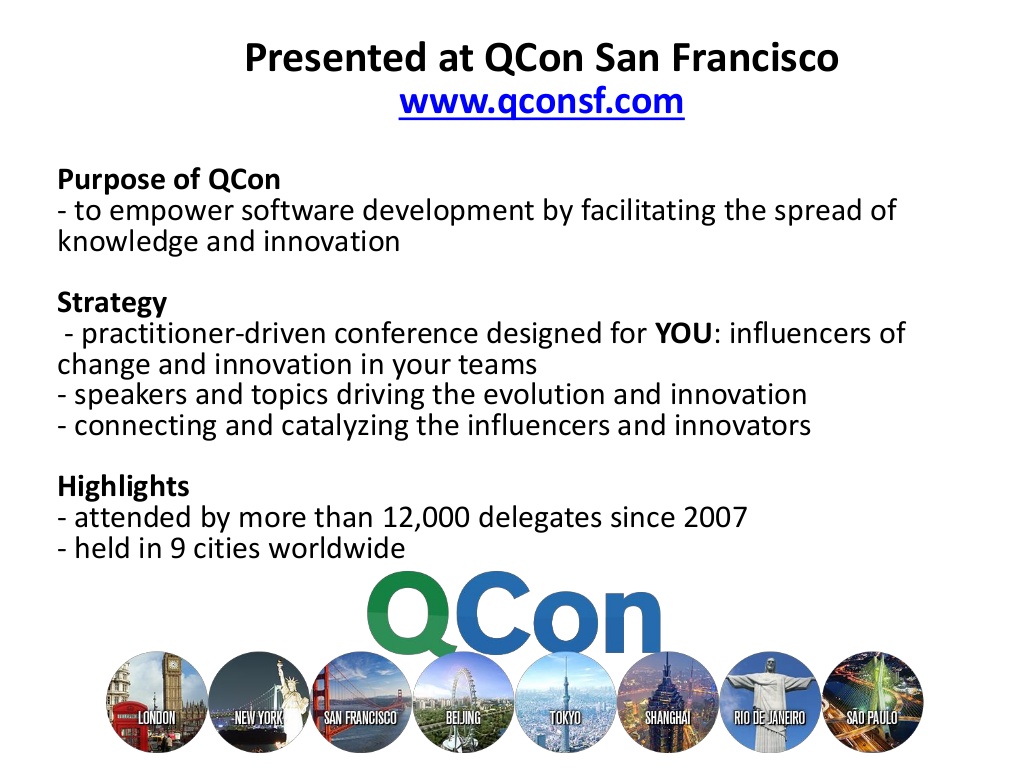 Presented at QCon San Francisco
www.qconsf.com
Purpose of QCon
- to empower software development by facilitating the spread of
knowledge and innovation
Strategy
- practitioner-driven conference designed for YOU: influencers of
change and innovation in your teams
- speakers and topics driving the evolution and innovation
- connecting and catalyzing the influencers and innovators
Highlights
- attended by more than 12,000 delegates since 2007
- held in 9 cities worldwide
QCon
LONDON
NEW YORK
SAN FRANCISCO
BEIJING
TOKYO
SHANGHAI
RIO DE JANEIRO
SÃO PAULO